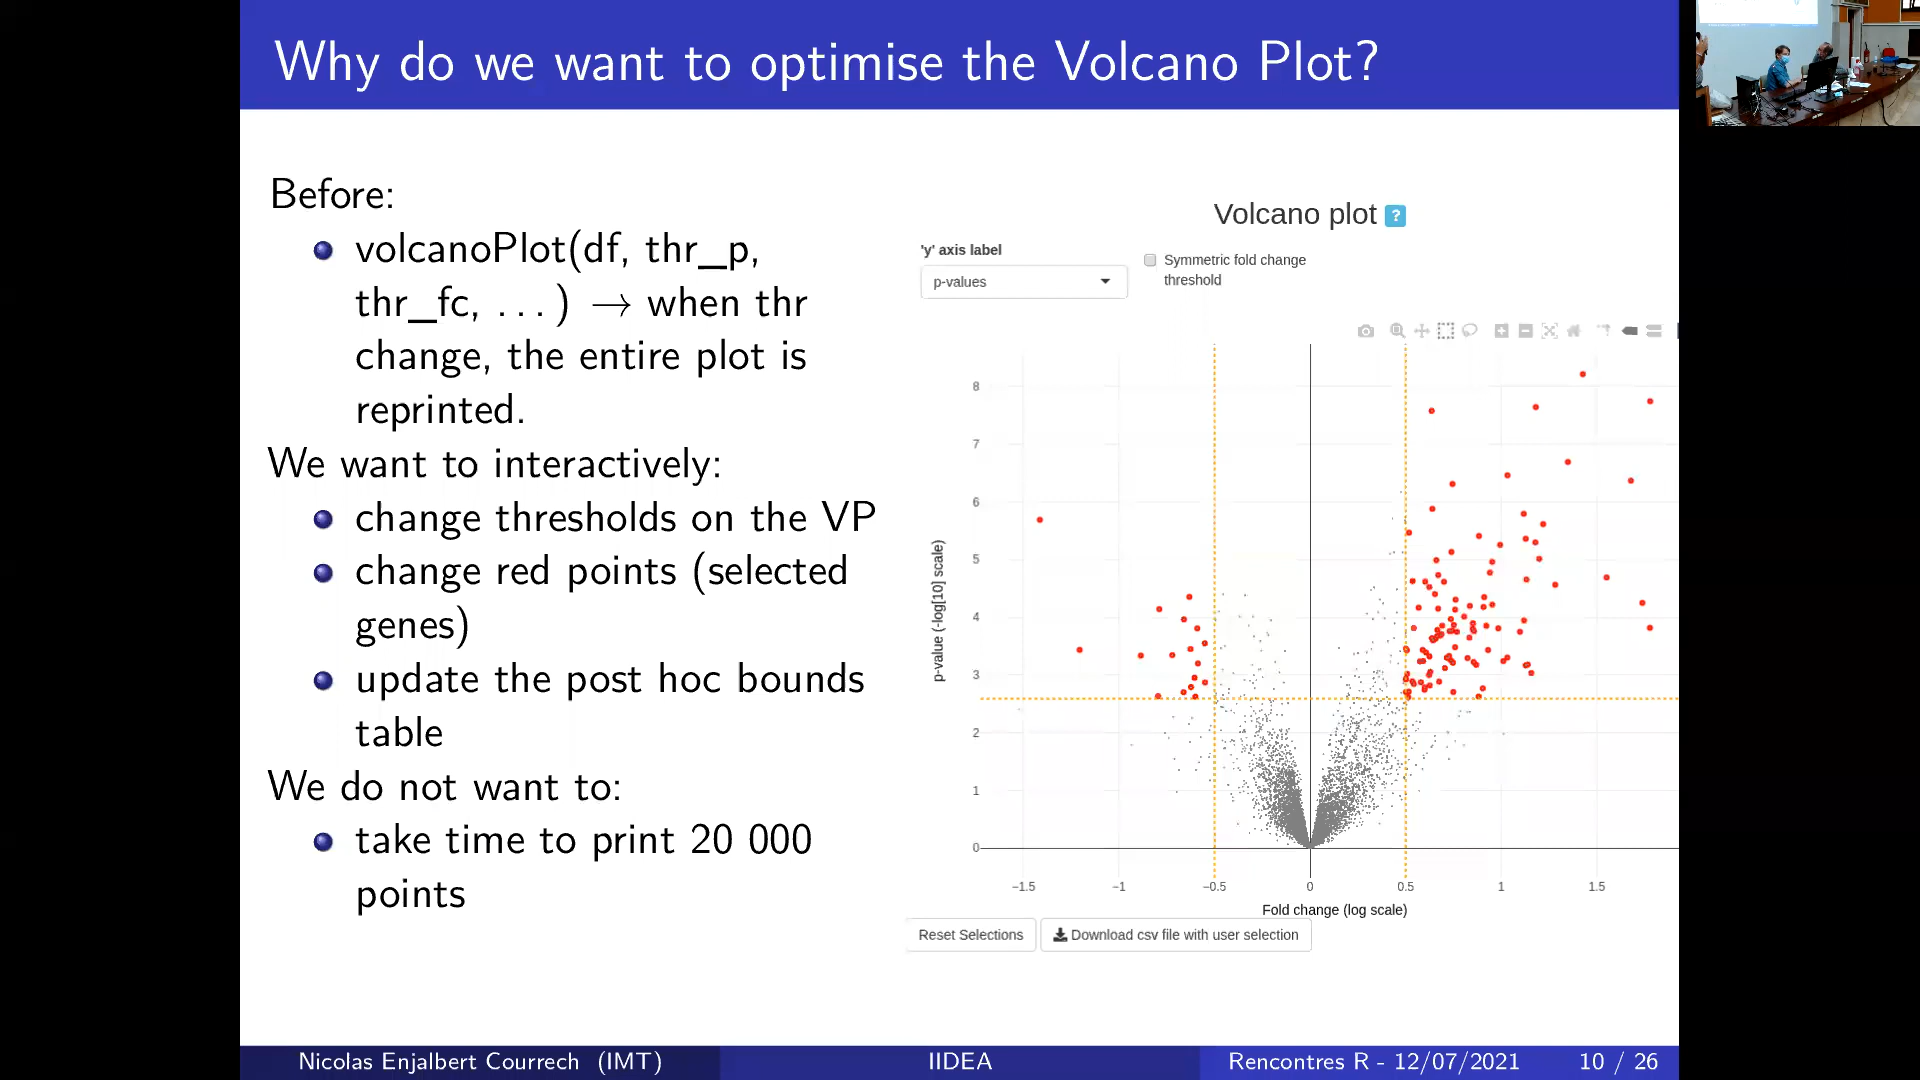 Why do we want to optimise the Volcano Plot?
Before:
volcanoPlot(df, thr_p,
thr_fc, ...) → when thr
change, the entire plot is
reprinted.
We want to interactively:
change thresholds on the VP
change red points (selected
genes)
update the post hoc bounds
table
We do not want to:
take time to print 20 000
points
Volcano plot ?
'y' axis label
p-values
Symmetric fold change
threshold
p-value (-log[10] scale)
8
7
6
5
4
3
2
1
0
−1.5 −1 −0.5 0 0.5 1 1.5
Fold change (log scale)
Reset Selections
Download csv file with user selection
Nicolas Enjalbert Courrech (IMT) IIDEA Rencontres R - 12/07/2021 10 / 26